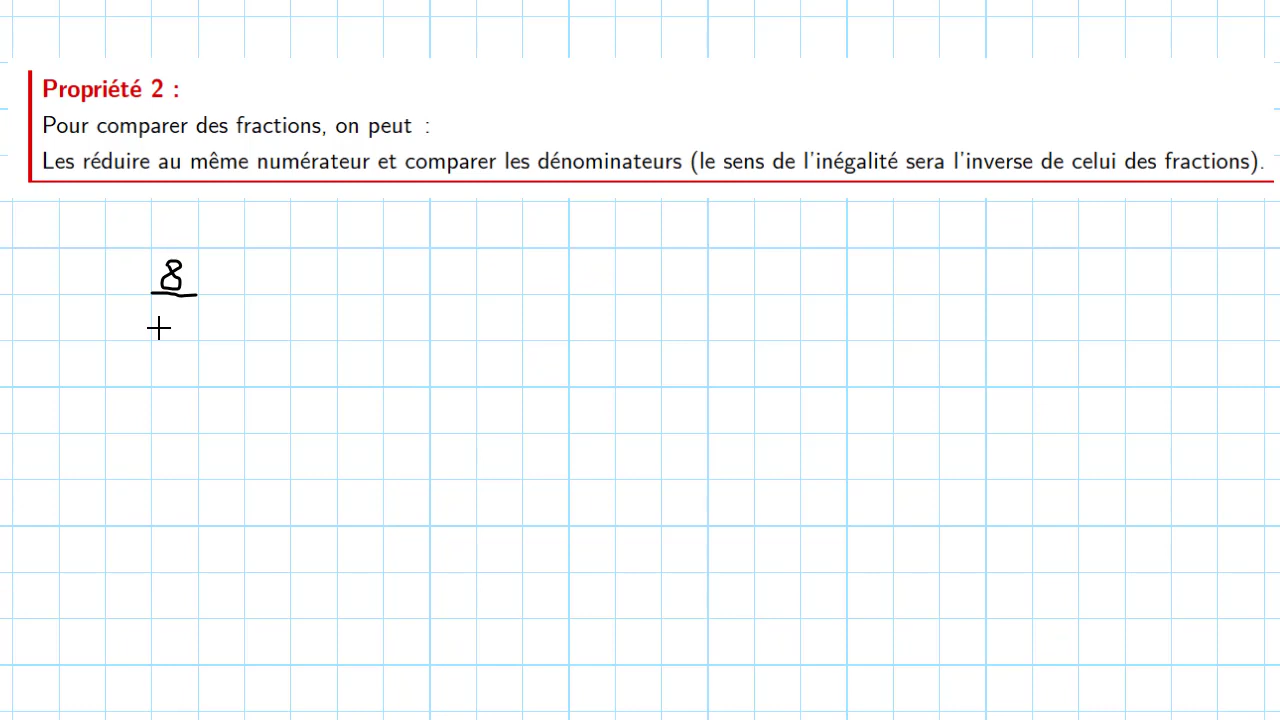 Propriété 2 :
Pour comparer des fractions, on peut :
Les réduire au même numérateur et comparer les dénominateurs (le sens de l'inégalité sera l'inverse de celui des fractions).
8